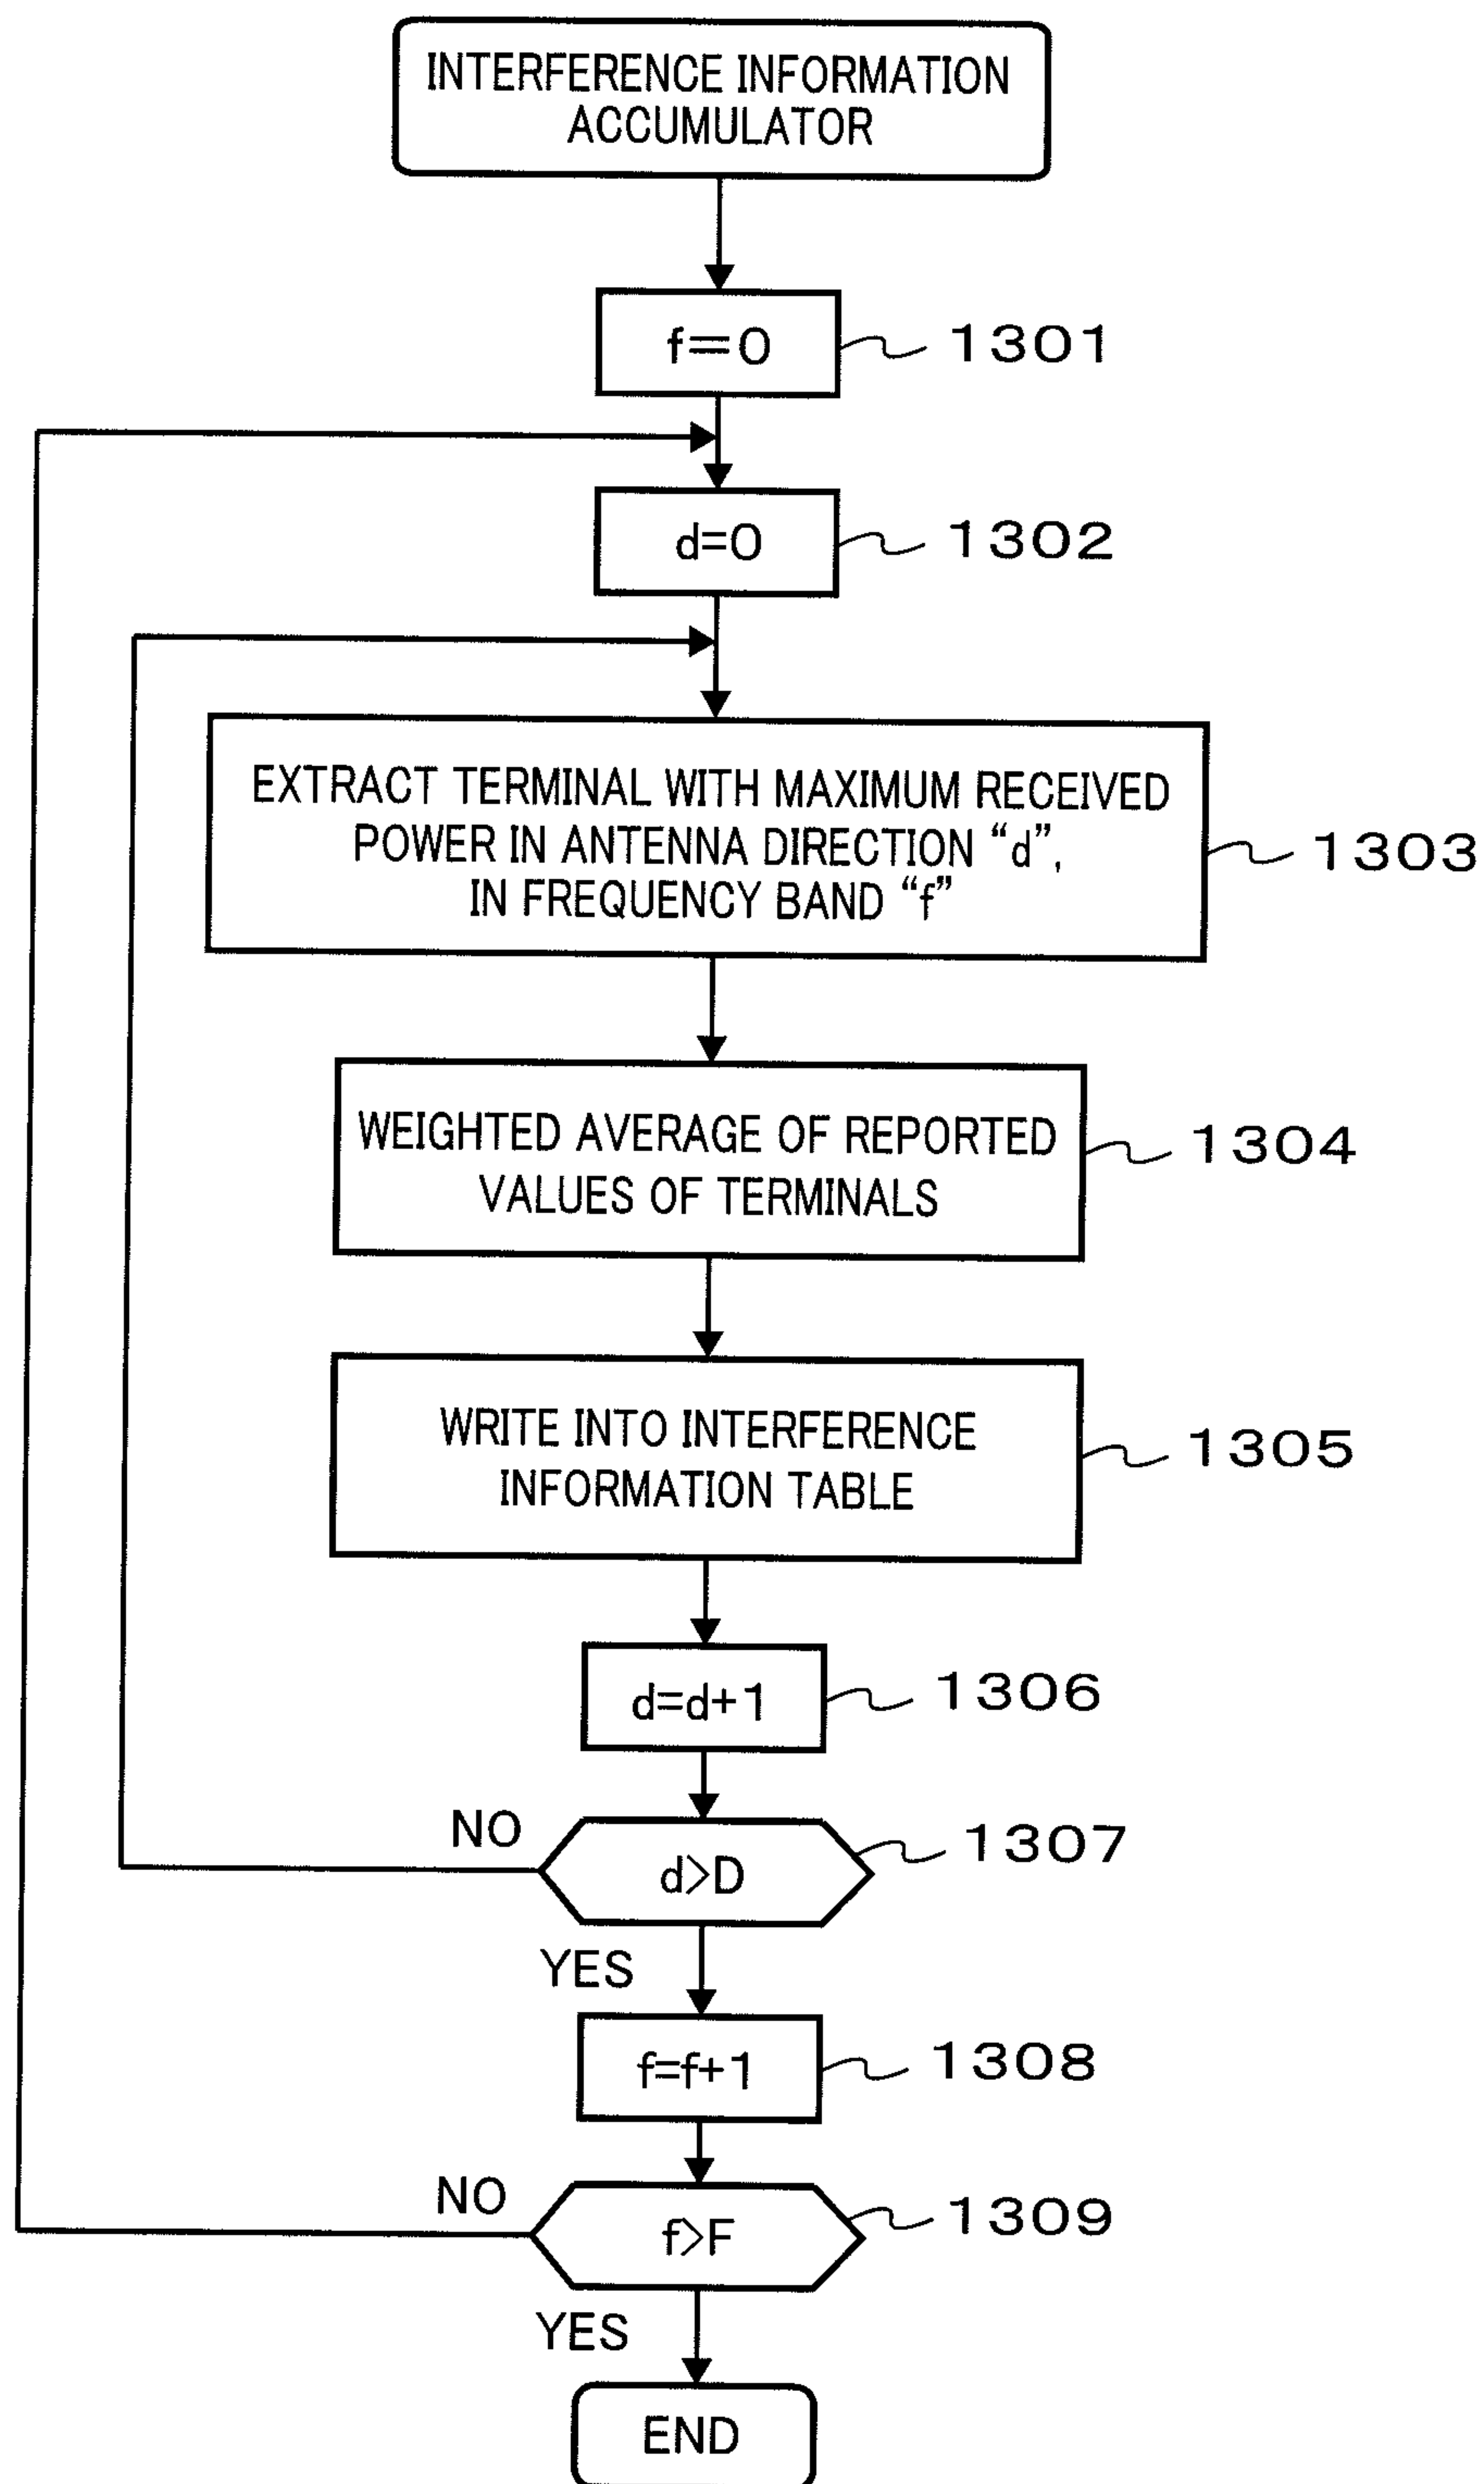 INTERFERENCE INFORMATION
ACCUMULATOR
f=0
1301
d=0
1302
EXTRACT TERMINAL WITH MAXIMUM RECEIVED
POWER IN ANTENNA DIRECTION “d”,
IN FREQUENCY BAND “f”
1303
WEIGHTED AVERAGE OF REPORTED
VALUES OF TERMINALS
1304
WRITE INTO INTERFERENCE
INFORMATION TABLE
1305
d=d+1
1306
NO
d>D
1307
YES
f=f+1
1308
NO
f>F
1309
YES
END